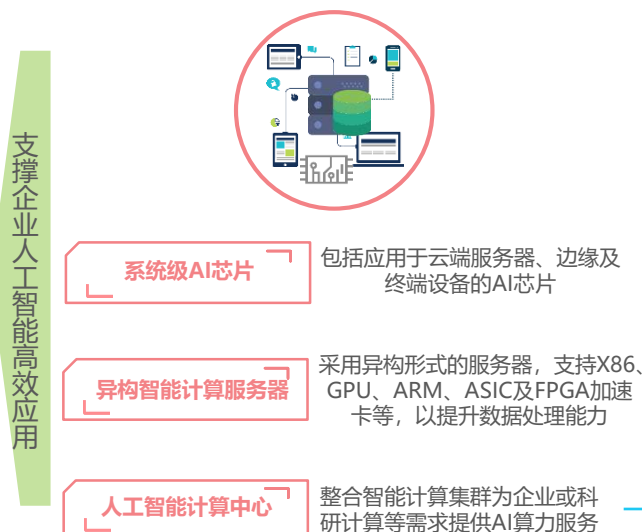 支撑企业人工智能高效应用
系统级AI芯片
包括应用于云端服务器、边缘及
终端设备的AI芯片
异构智能计算服务器
采用异构形式的服务器，支持X86、
GPU、ARM、ASIC及FPGA加速
卡等，以提升数据处理能力
人工智能计算中心
整合智能计算集群为企业或科
研计算等需求提供AI算力服务